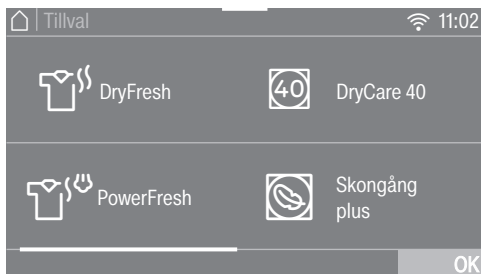 Tillval 11:02
DryFresh
40 DryCare 40
PowerFresh
Skongång
plus
OK